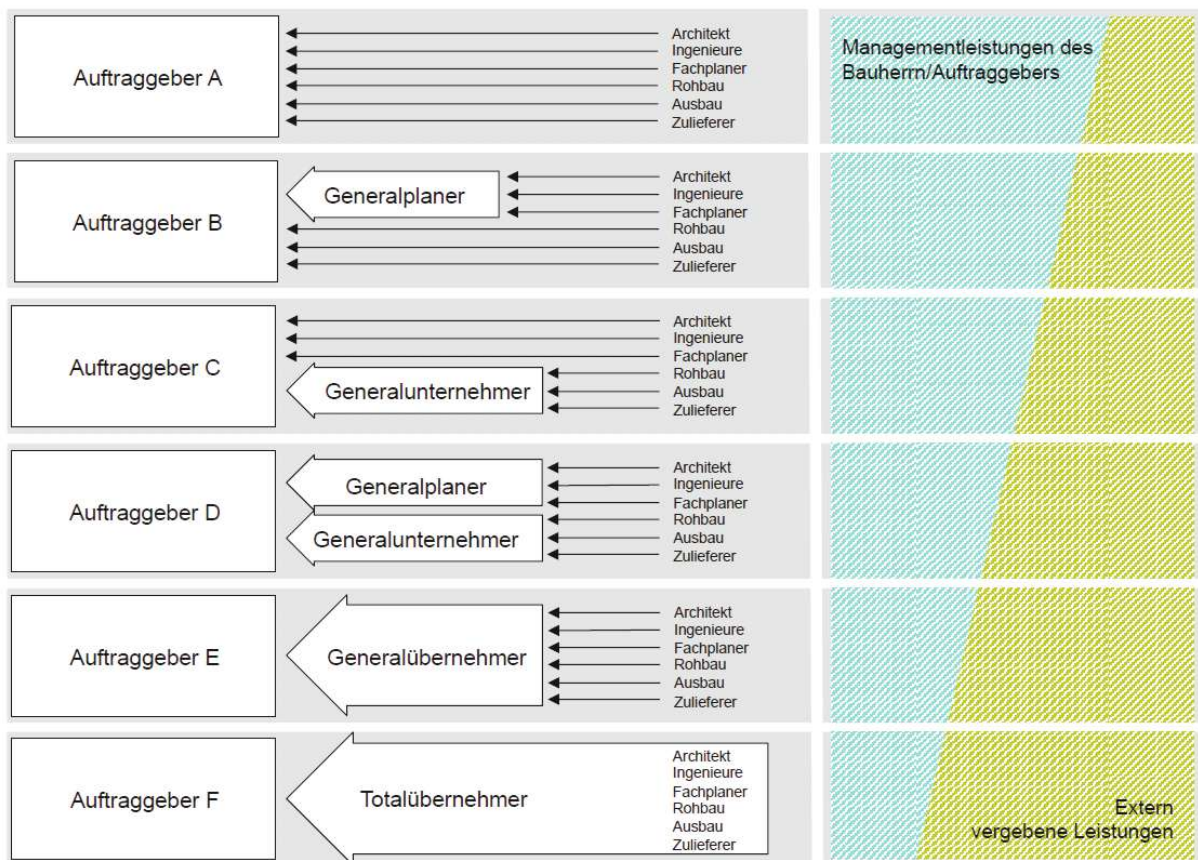 Auftraggeber A
Architekt
Ingenieure
Fachplaner
Rohbau
Ausbau
Zulieferer
Managementleistungen des
Bauherrn/Auftraggebers
Auftraggeber B
Generalplaner
Architekt
Ingenieure
Fachplaner
Rohbau
Ausbau
Zulieferer
Auftraggeber C
Generalunternehmer
Architekt
Ingenieure
Fachplaner
Rohbau
Ausbau
Zulieferer
Auftraggeber D
Generalplaner
Generalunternehmer
Architekt
Ingenieure
Fachplaner
Rohbau
Ausbau
Zulieferer
Auftraggeber E
Generalübernehmer
Architekt
Ingenieure
Fachplaner
Rohbau
Ausbau
Zulieferer
Auftraggeber F
Totalübernehmer
Architekt
Ingenieure
Fachplaner
Rohbau
Ausbau
Zulieferer
Extern
vergebene Leistungen